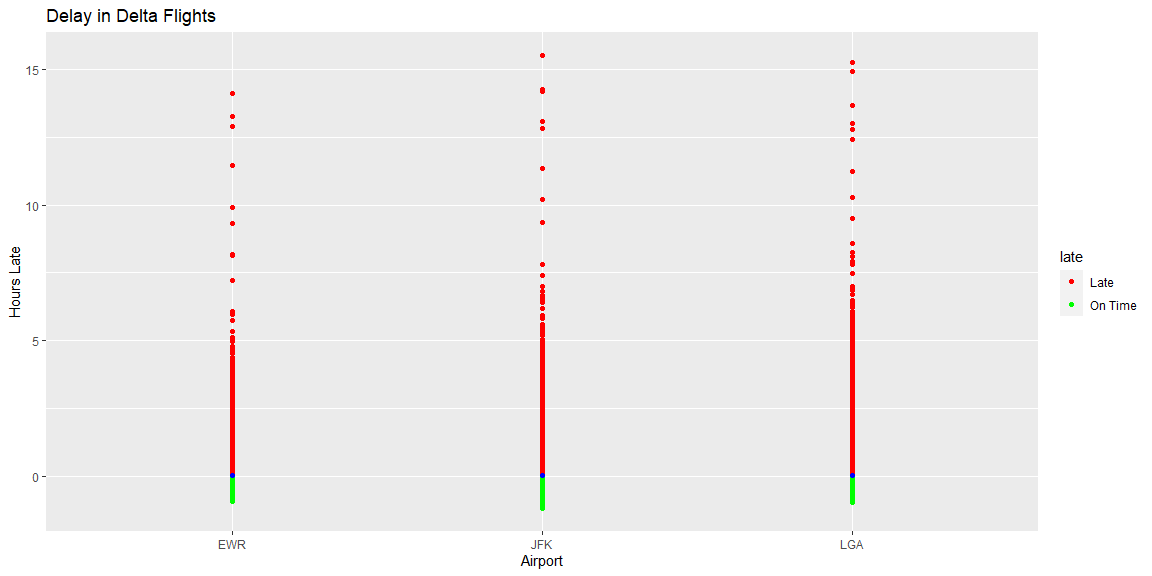 Delay in Delta Flights
Hours Late
15
10
5
0
EWR
JFK
LGA
Airport
late
Late
On Time